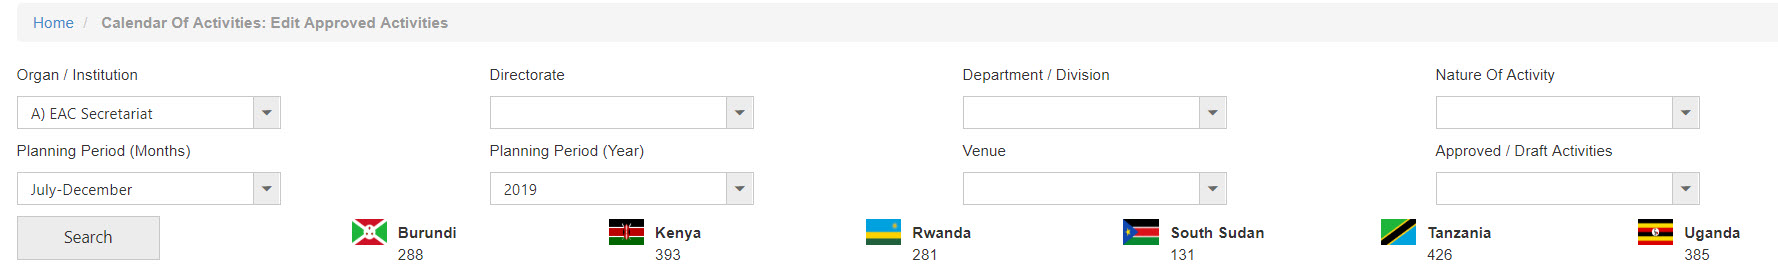 Home / Calendar Of Activities: Edit Approved Activities
Organ / Institution Directorate Department / Division Nature Of Activity
A) EAC Secretariat
Planning Period (Months) Planning Period (Year) Venue Approved / Draft Activities
July-December 2019
Search Burundi Kenya Rwanda South Sudan Tanzania Uganda
288 393 281 131 426 385